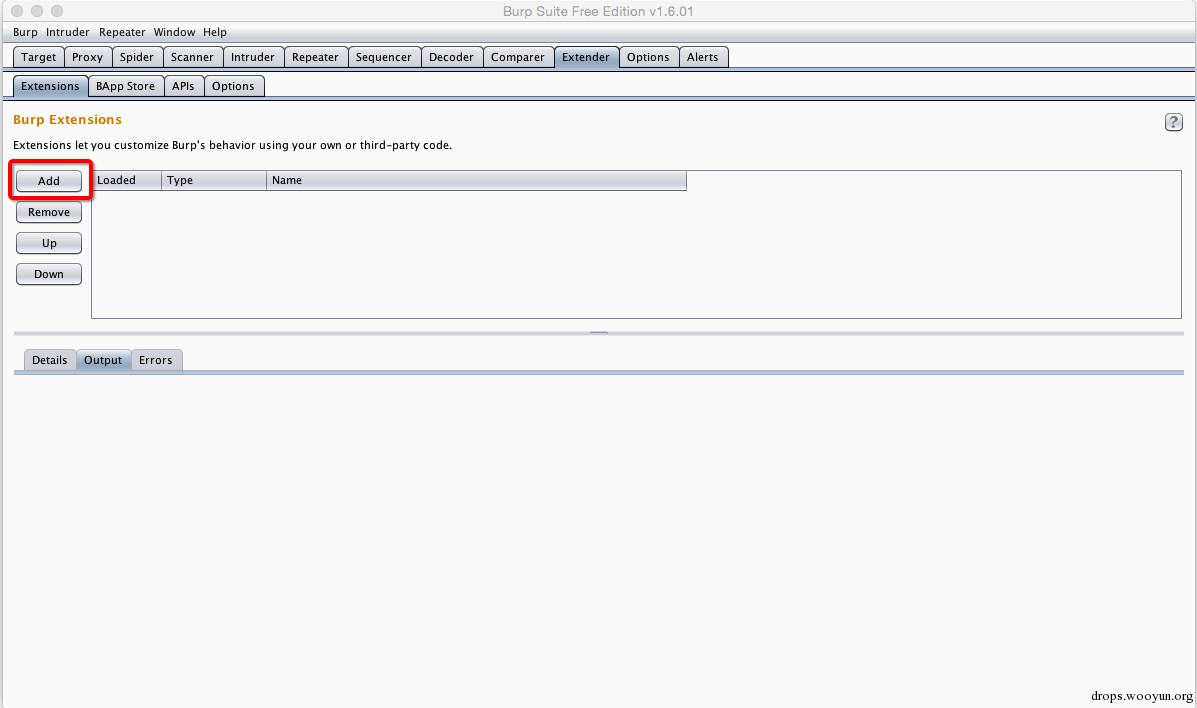 Burp Suite Free Edition v1.6.01
Burp Intruder Repeater Window Help
Target Proxy Spider Scanner Intruder Repeater Sequencer Decoder Comparer Extender Options Alerts
Extensions BApp Store APIs Options
Burp Extensions
?
Extensions let you customize Burp's behavior using your own or third-party code.
Add Loaded Type Name
Remove
Up
Down
Details Output Errors
drops.wooyun.org